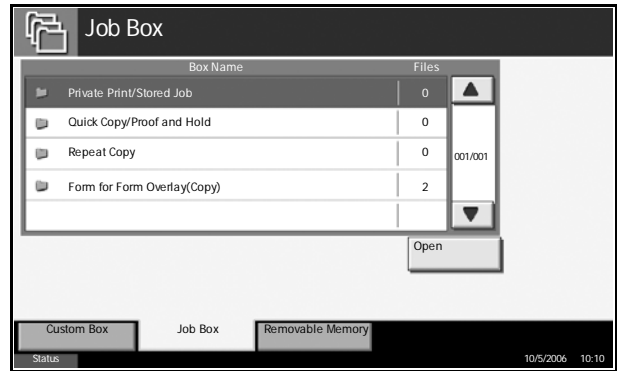 Job Box
Box Name Files
Private Print/Stored Job 0
Quick Copy/Proof and Hold 0
Repeat Copy 0
001/001
Form for Form Overlay(Copy) 2
Open
Custom Box Job Box Removable Memory
Status 10/5/2006 10:10